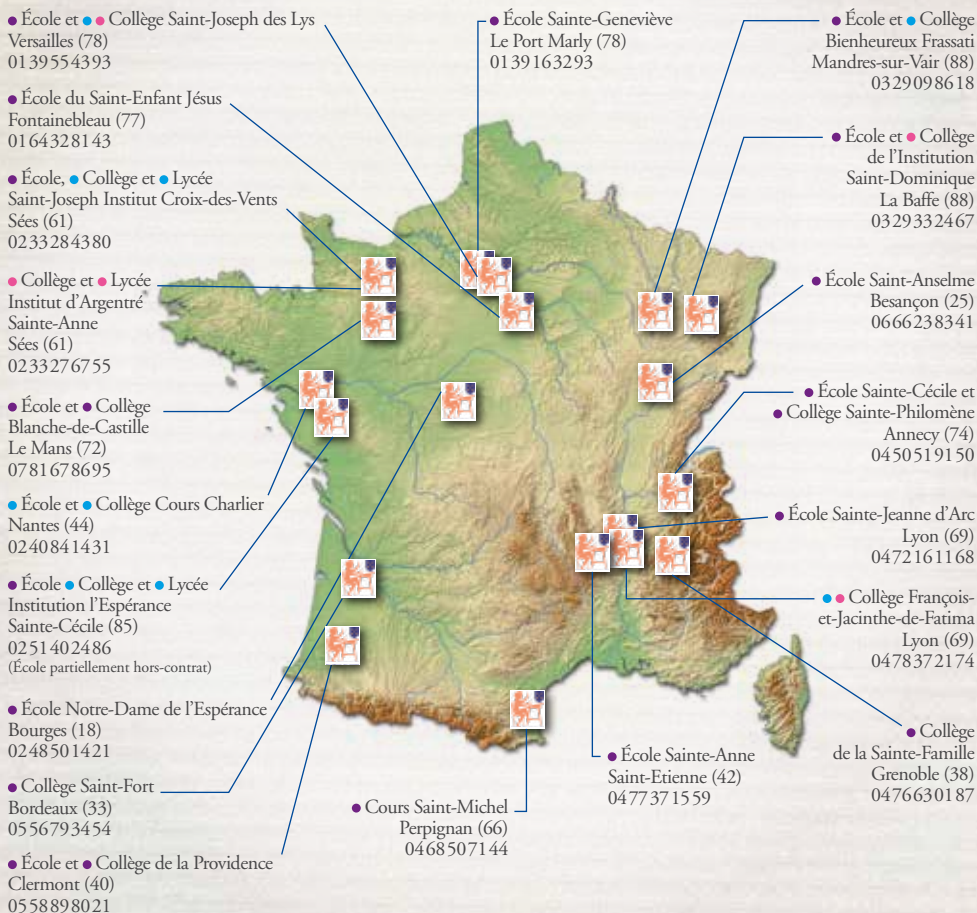 ● École et ● ● Collège Saint-Joseph des Lys
Versailles (78)
0139554393
● École du Saint-Enfant Jésus
Fontainebleau (77)
0164328143
● École, ● Collège et ● Lycée
Saint-Joseph Institut Croix-des-Vents
Sées (61)
0233284380
● Collège et ● Lycée
Institut d'Argentré
Sainte-Anne
Sées (61)
0233276755
● École et ● Collège
Blanche-de-Castille
Le Mans (72)
0781678695
● École et ● Collège Cours Charlier
Nantes (44)
0240841431
● École ● Collège et ● Lycée
Institution l'Espérance
Sainte-Cécile (85)
0251402486
(École partiellement hors-contrat)
● École Notre-Dame de l'Espérance
Bourges (18)
0248501421
● Collège Saint-Fort
Bordeaux (33)
0556793454
● École et ● Collège de la Providence
Clermont (40)
0558898021
● École Sainte-Geneviève
Le Port Marly (78)
0139163293
● Cours Saint-Michel
Perpignan (66)
0468507144
● École Sainte-Anne
Saint-Etienne (42)
0477371559
● École et ● Collège
Bienheureux Frassati
Mandres-sur-Vair (88)
0329098618
● École et ● Collège
de l'Institution
Saint-Dominique
La Baffe (88)
0329332467
● École Saint-Anselme
Besançon (25)
0666238341
● École Sainte-Cécile et
● Collège Sainte-Philomène
Annecy (74)
0450519150
● École Sainte-Jeanne d'Arc
Lyon (69)
0472161168
● ● Collège François-
et-Jacinthe-de-Fatima
Lyon (69)
0478372174
● Collège
de la Sainte-Famille
Grenoble (38)
0476630187